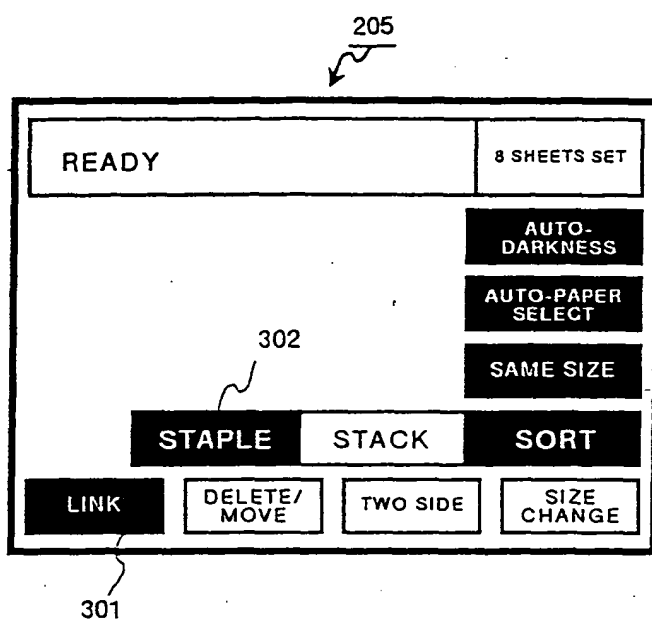 205
READY
8 SHEETS SET
AUTO-
DARKNESS
AUTO-PAPER
SELECT
302
SAME SIZE
STAPLE
STACK
SORT
LINK
DELETE/
MOVE
TWO SIDE
SIZE
CHANGE
301